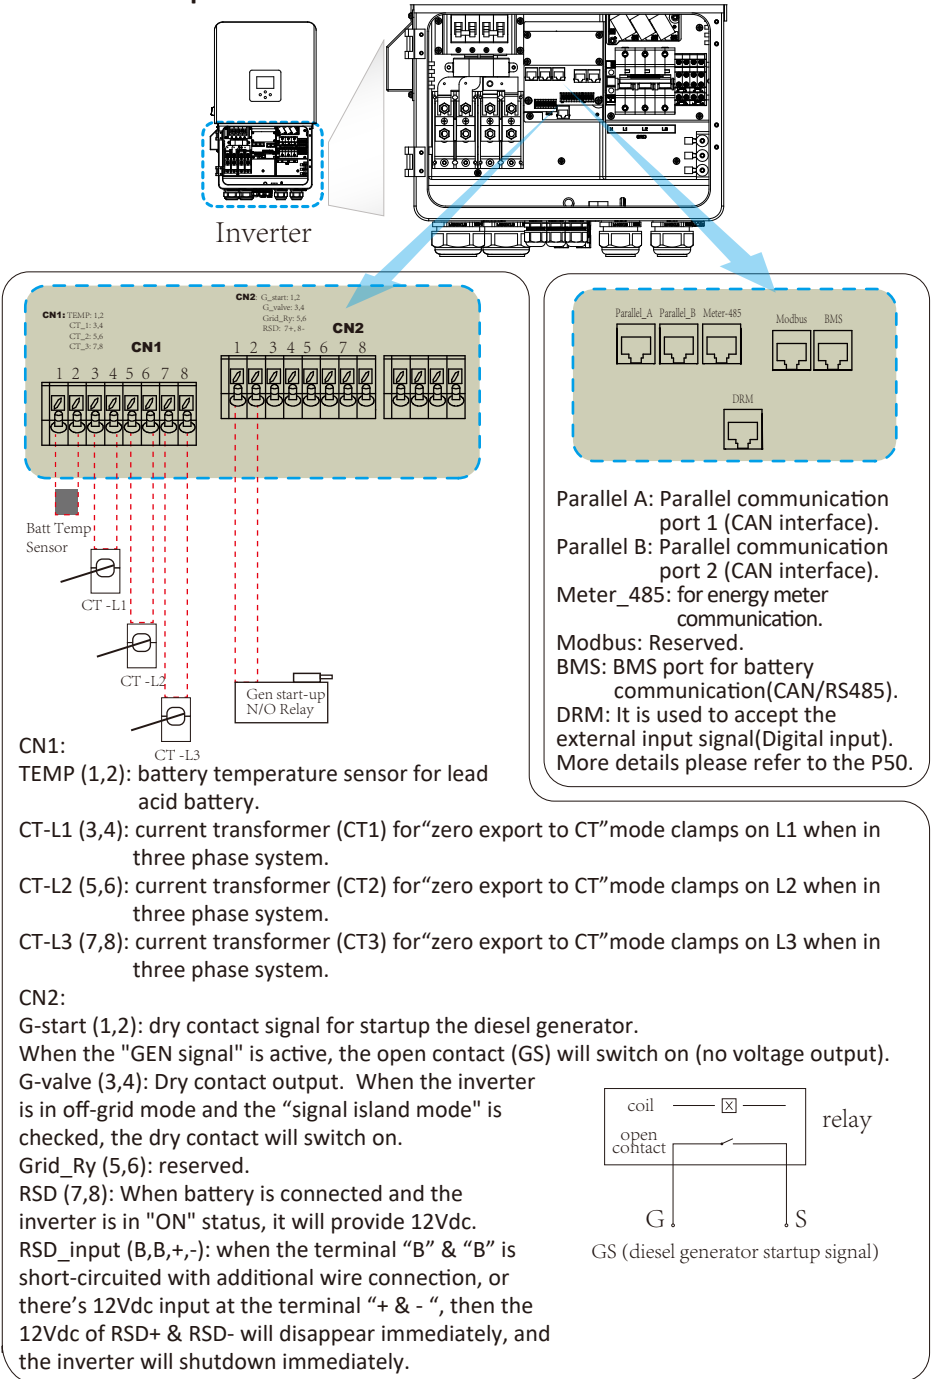 Inverter
CN1: TEMP: 1,2
CT_1: 3,4
CT_2: 5,6
CT_3: 7,8
CN1
1 2 3 4 5 6 7 8
CN2: G_start: 1,2
G_valve: 3,4
Grid_Ry: 5,6
RSD: 7+, 8-
CN2
1 2 3 4 5 6 7 8
Batt Temp
Sensor
CT -L1
CT -L2
CT -L3
Gen start-up
N/O Relay
Parallel_A Parallel_B Meter-485
Modbus BMS
DRM
Parallel A: Parallel communication
port 1 (CAN interface).
Parallel B: Parallel communication
port 2 (CAN interface).
Meter_485: for energy meter
communication.
Modbus: Reserved.
BMS: BMS port for battery
communication(CAN/RS485).
DRM: It is used to accept the
external input signal(Digital input).
More details please refer to the P50.
CN1:
TEMP (1,2): battery temperature sensor for lead
acid battery.
CT-L1 (3,4): current transformer (CT1) for“zero export to CT”mode clamps on L1 when in
three phase system.
CT-L2 (5,6): current transformer (CT2) for“zero export to CT”mode clamps on L2 when in
three phase system.
CT-L3 (7,8): current transformer (CT3) for“zero export to CT”mode clamps on L3 when in
three phase system.
CN2:
G-start (1,2): dry contact signal for startup the diesel generator.
When the "GEN signal" is active, the open contact (GS) will switch on (no voltage output).
G-valve (3,4): Dry contact output. When the inverter
is in off-grid mode and the “signal island mode" is
checked, the dry contact will switch on.
Grid_Ry (5,6): reserved.
RSD (7,8): When battery is connected and the
inverter is in "ON" status, it will provide 12Vdc.
RSD_input (B,B,+,-): when the terminal “B” & “B” is
short-circuited with additional wire connection, or
there’s 12Vdc input at the terminal “+ & - “, then the
12Vdc of RSD+ & RSD- will disappear immediately, and
the inverter will shutdown immediately.
coil
open
contact
relay
G S
GS (diesel generator startup signal)